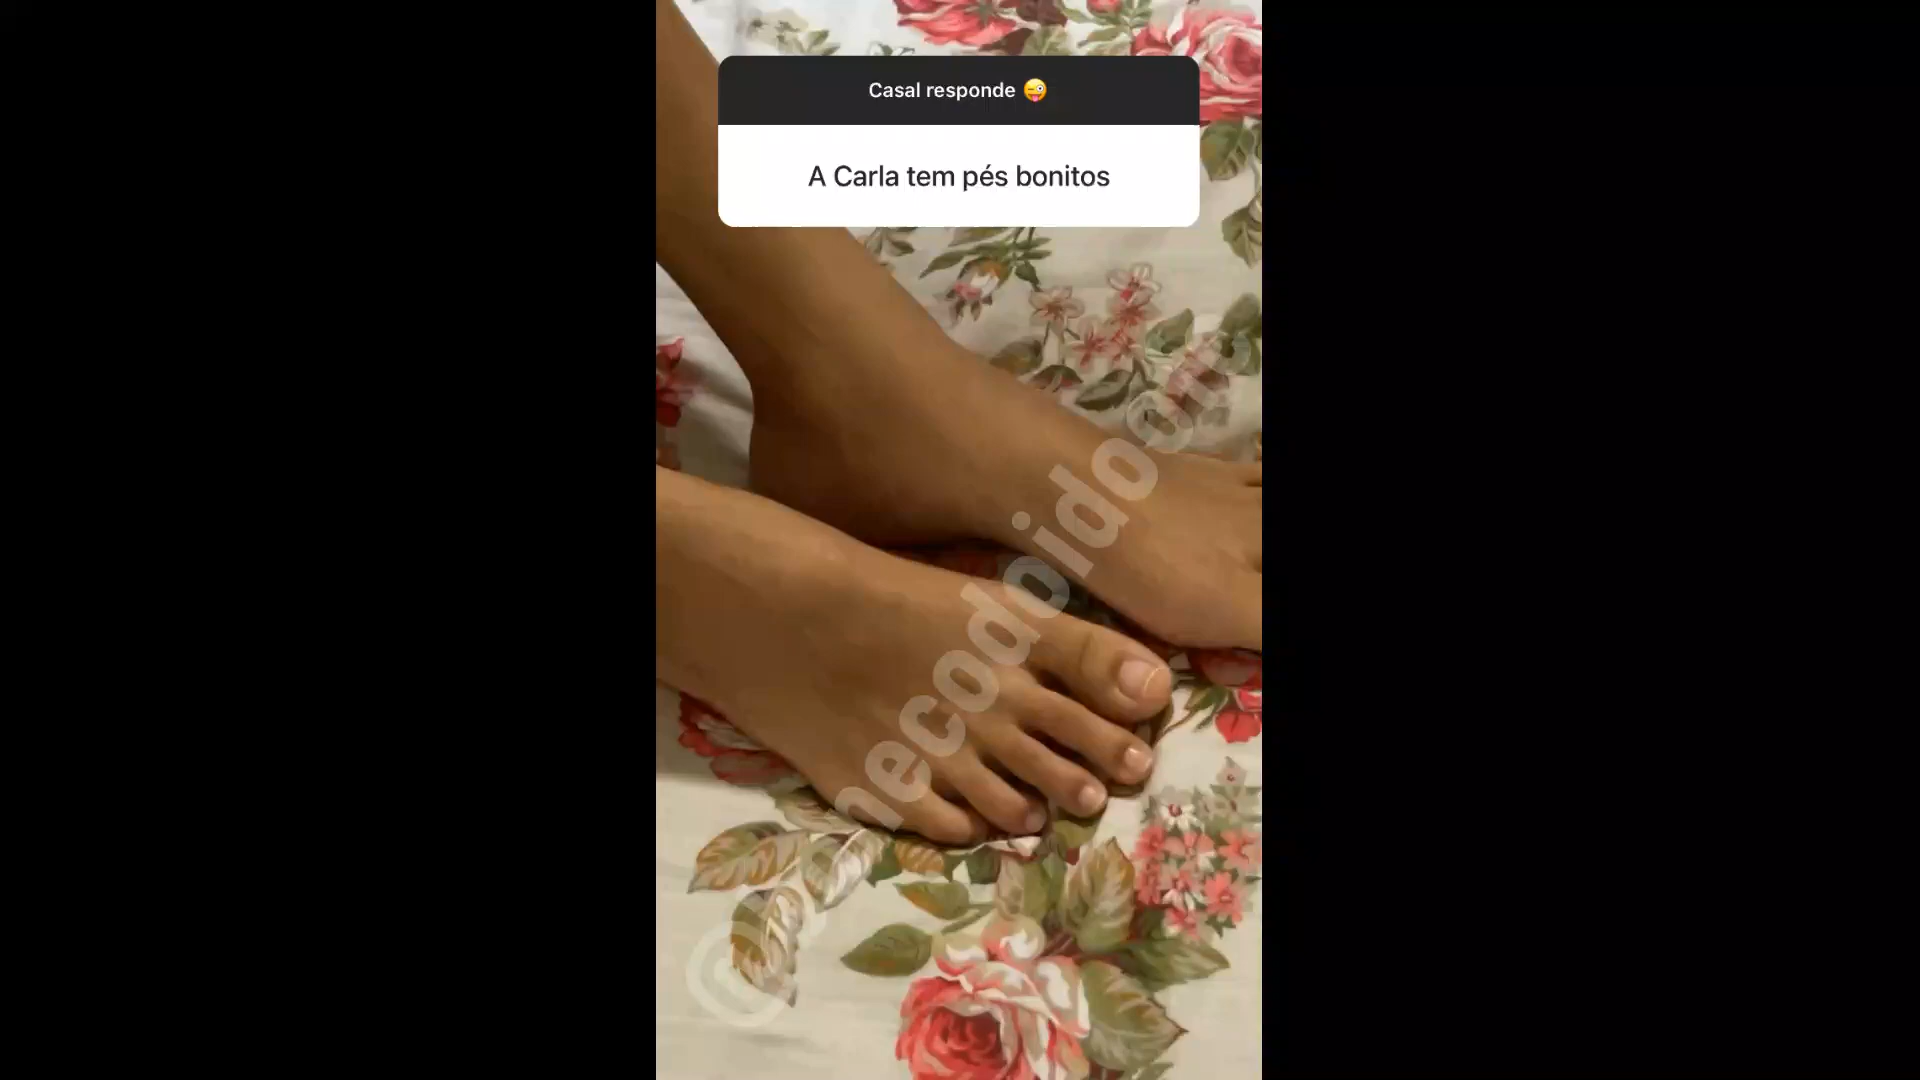 Casal responde 😜
A Carla tem pés bonitos